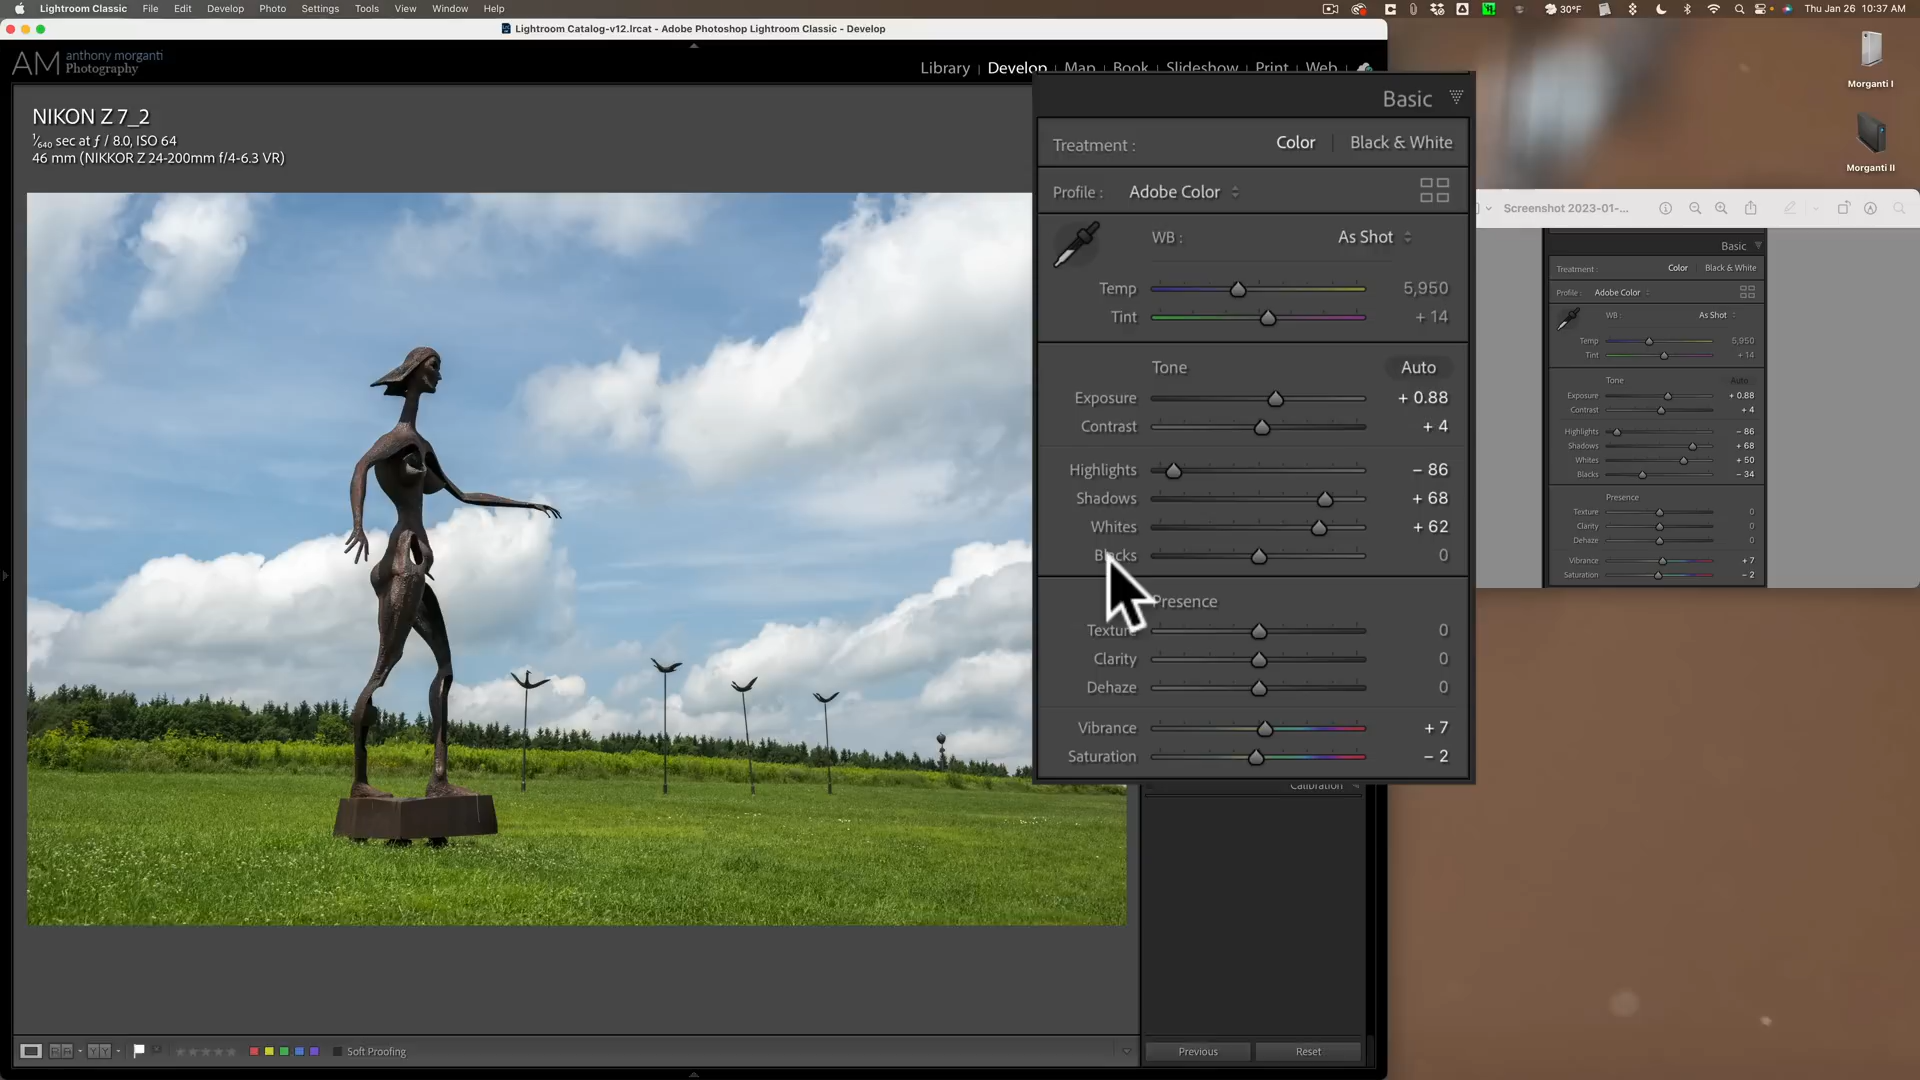 Lightroom Classic File Edit Develop Photo Settings Tools View Window Help
30°F Thu Jan 26 10:37 AM
Lightroom Catalog-v12.lrcat - Adobe Photoshop Lightroom Classic - Develop
AM anthony morganti
Photography
Library | Develop | Map | Book | Slideshow | Print | Web
Morganti I
Morganti II
NIKON Z 7_2
1/640 sec at ƒ / 8.0, ISO 64
46 mm (NIKKOR Z 24-200mm f/4-6.3 VR)
Basic
Treatment : Color | Black & White
Profile : Adobe Color
WB : As Shot
Temp 5,950
Tint + 14
Tone Auto
Exposure + 0.88
Contrast + 4
Highlights − 86
Shadows + 68
Whites + 62
Blacks 0
Presence
Texture 0
Clarity 0
Dehaze 0
Vibrance + 7
Saturation − 2
Calibration
Screenshot 2023-01-...
Basic
Treatment : Color | Black & White
Profile : Adobe Color
WB : As Shot
Temp 5,950
Tint + 14
Tone Auto
Exposure + 0.88
Contrast + 4
Highlights − 86
Shadows + 68
Whites + 50
Blacks − 34
Presence
Texture 0
Clarity 0
Dehaze 0
Vibrance + 7
Saturation − 2
Soft Proofing
Previous Reset